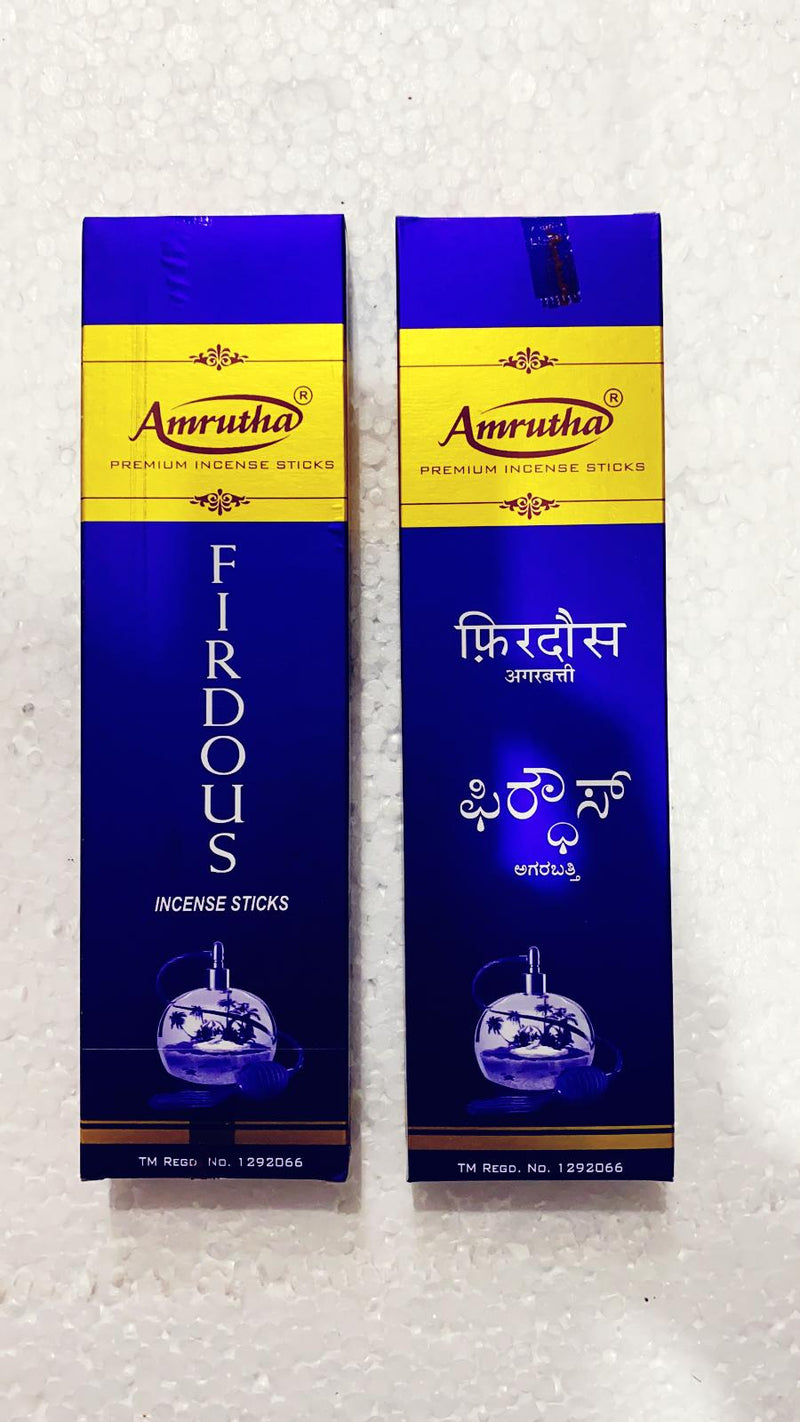 Amrutha®
PREMIUM INCENSE STICKS
FIRDOUS
INCENSE STICKS
TM REGD. NO. 1292066
Amrutha®
PREMIUM INCENSE STICKS
फ़िरदौस
अगरबत्ती
ಫಿರ್ದೌಸ್
ಅಗರಬತ್ತಿ
TM REGD. NO. 1292066